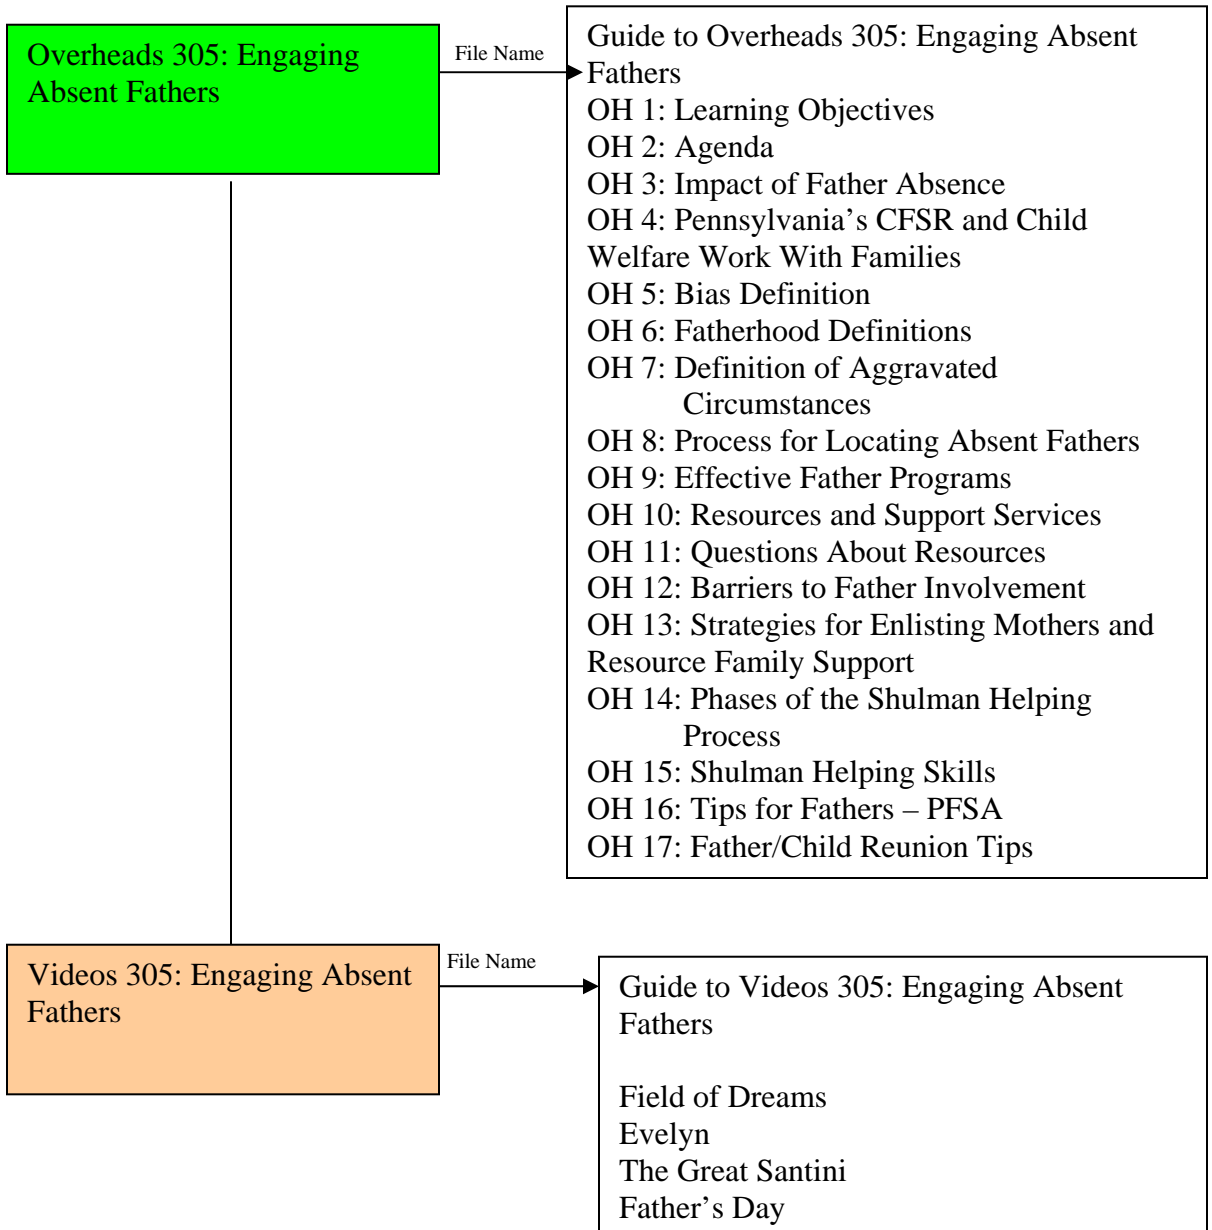 Overheads 305: Engaging
Absent Fathers
File Name
Guide to Overheads 305: Engaging Absent
Fathers
OH 1: Learning Objectives
OH 2: Agenda
OH 3: Impact of Father Absence
OH 4: Pennsylvania’s CFSR and Child
Welfare Work With Families
OH 5: Bias Definition
OH 6: Fatherhood Definitions
OH 7: Definition of Aggravated
Circumstances
OH 8: Process for Locating Absent Fathers
OH 9: Effective Father Programs
OH 10: Resources and Support Services
OH 11: Questions About Resources
OH 12: Barriers to Father Involvement
OH 13: Strategies for Enlisting Mothers and
Resource Family Support
OH 14: Phases of the Shulman Helping
Process
OH 15: Shulman Helping Skills
OH 16: Tips for Fathers – PFSA
OH 17: Father/Child Reunion Tips
Videos 305: Engaging Absent
Fathers
File Name
Guide to Videos 305: Engaging Absent
Fathers
Field of Dreams
Evelyn
The Great Santini
Father’s Day